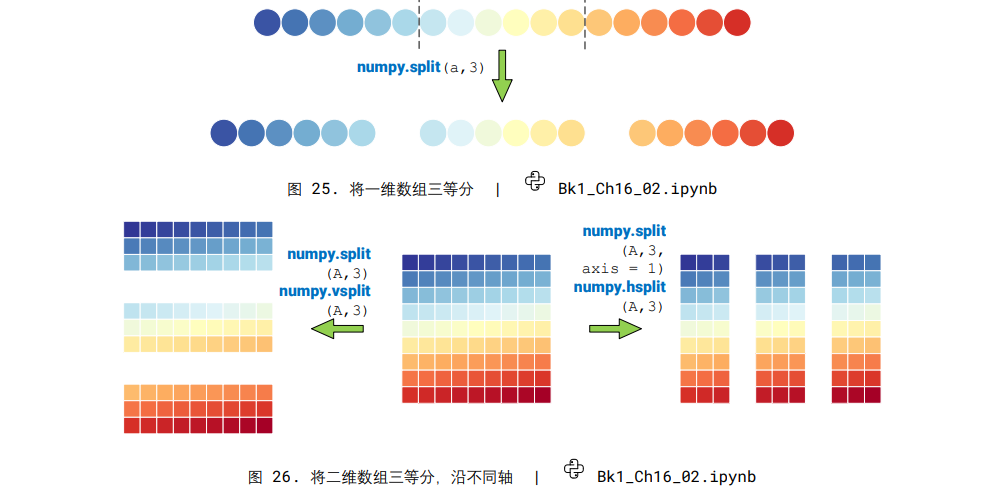 numpy.split(a,3)
图 25. 将一维数组三等分 | Bk1_Ch16_02.ipynb
numpy.split
(A,3)
numpy.vsplit
(A,3)
numpy.split
(A,3,
axis = 1)
numpy.hsplit
(A,3)
图 26. 将二维数组三等分，沿不同轴 | Bk1_Ch16_02.ipynb